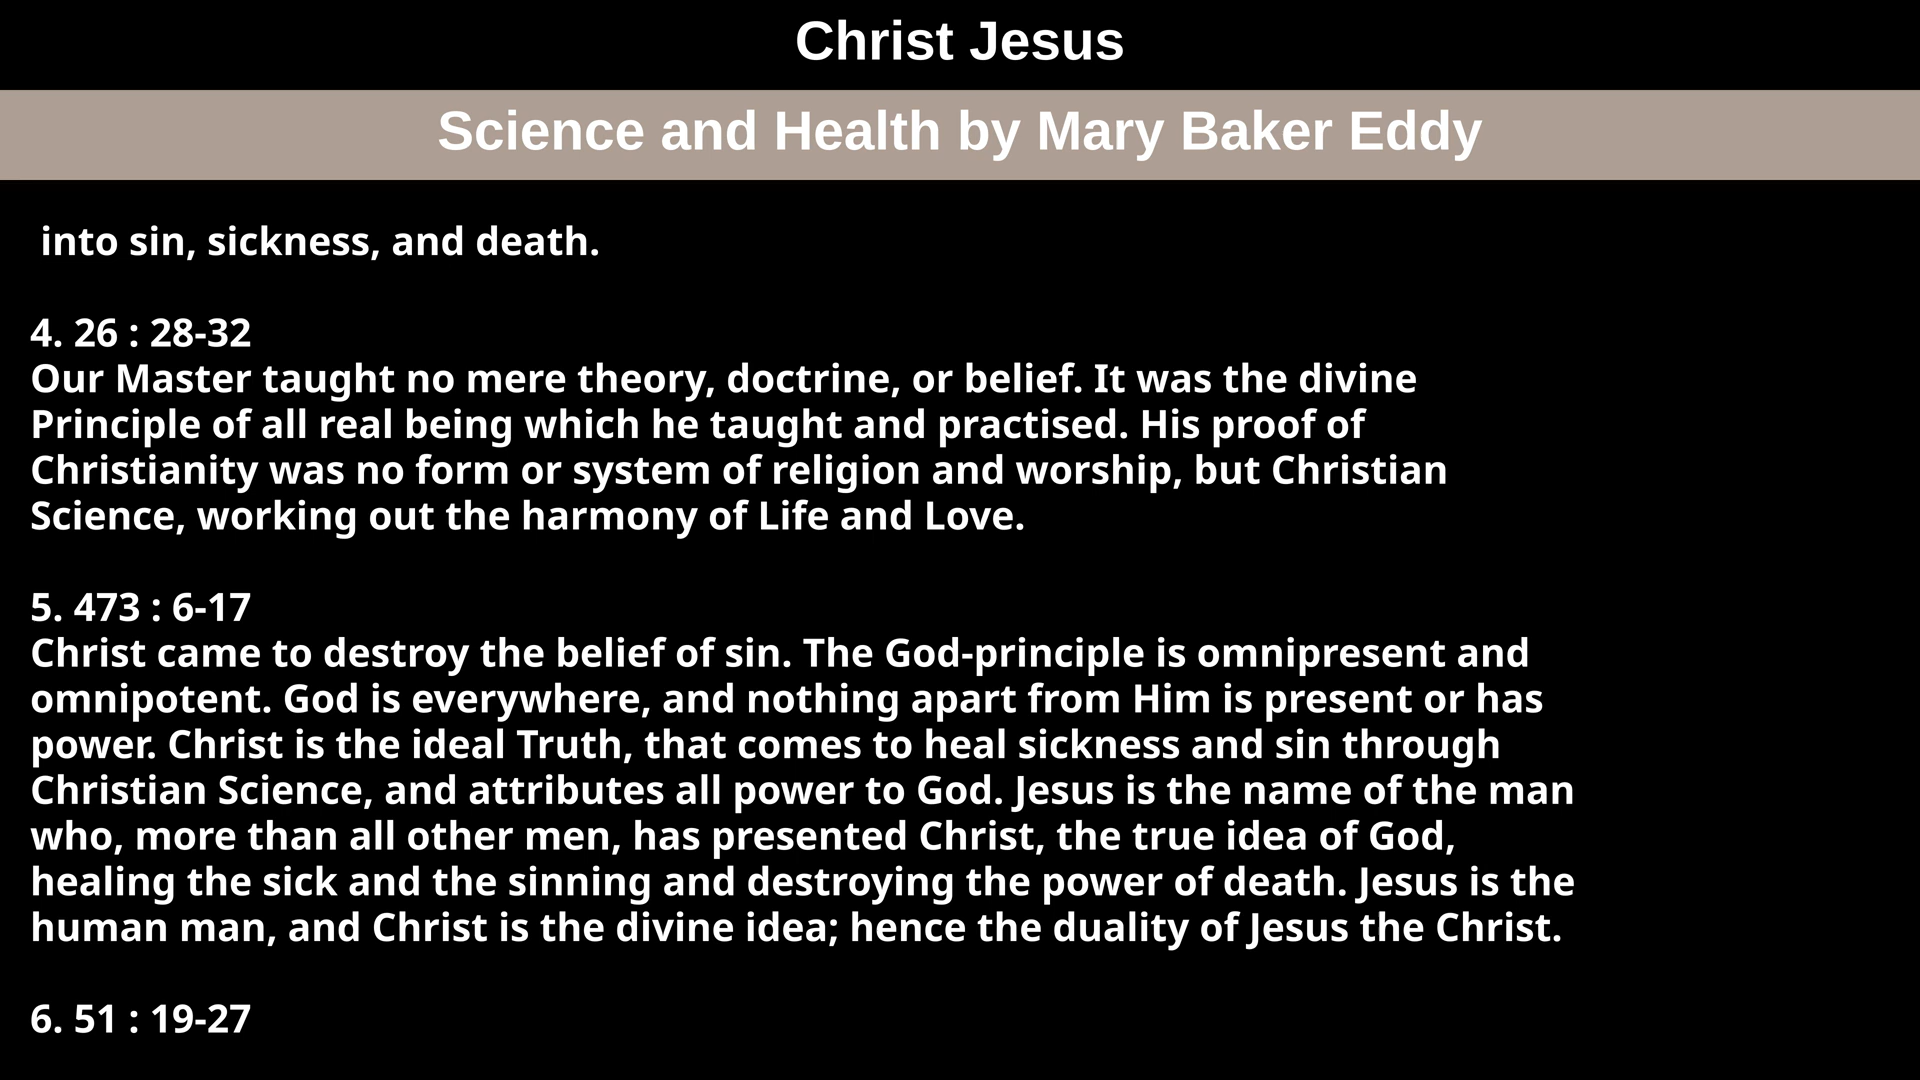 Christ Jesus
Science and Health by Mary Baker Eddy
into sin, sickness, and death.
4. 26 : 28-32
Our Master taught no mere theory, doctrine, or belief. It was the divine
Principle of all real being which he taught and practised. His proof of
Christianity was no form or system of religion and worship, but Christian
Science, working out the harmony of Life and Love.
5. 473 : 6-17
Christ came to destroy the belief of sin. The God-principle is omnipresent and
omnipotent. God is everywhere, and nothing apart from Him is present or has
power. Christ is the ideal Truth, that comes to heal sickness and sin through
Christian Science, and attributes all power to God. Jesus is the name of the man
who, more than all other men, has presented Christ, the true idea of God,
healing the sick and the sinning and destroying the power of death. Jesus is the
human man, and Christ is the divine idea; hence the duality of Jesus the Christ.
6. 51 : 19-27